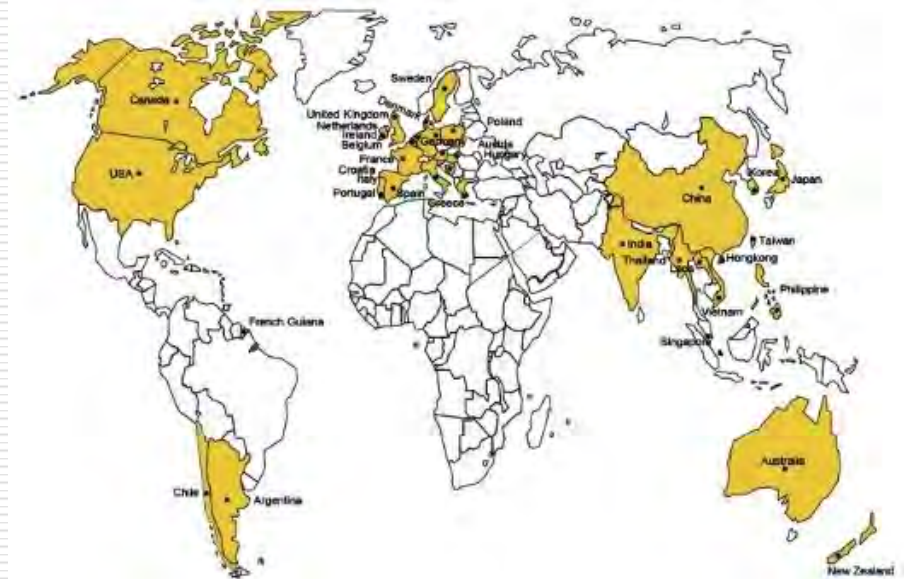 Sweden
Denmark
United Kingdom
Netherlands
Ireland
Belgium
Poland
Germany
Austria
Hungary
France
Croatia
Italy
Portugal
Spain
Greece
Canada
USA
Korea
Japan
China
India
Taiwan
Thailand
Laos
Hongkong
Philippine
Vietnam
Singapore
French Guiana
Chile
Argentina
Australia
New Zealand